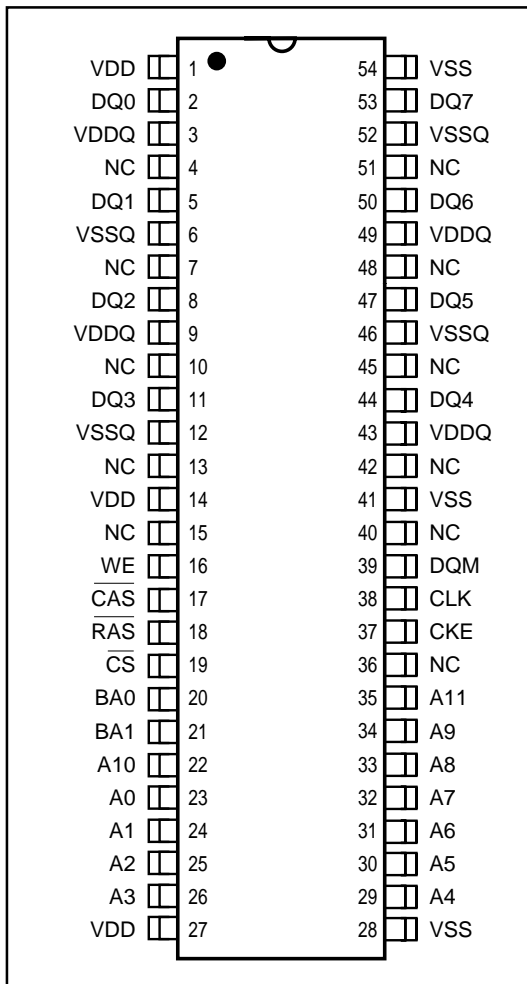 VDD 1 54 VSS
DQ0 2 53 DQ7
VDDQ 3 52 VSSQ
NC 4 51 NC
DQ1 5 50 DQ6
VSSQ 6 49 VDDQ
NC 7 48 NC
DQ2 8 47 DQ5
VDDQ 9 46 VSSQ
NC 10 45 NC
DQ3 11 44 DQ4
VSSQ 12 43 VDDQ
NC 13 42 NC
VDD 14 41 VSS
NC 15 40 NC
WE 16 39 DQM
C̅A̅S̅ 17 38 CLK
R̅A̅S̅ 18 37 CKE
C̅S̅ 19 36 NC
BA0 20 35 A11
BA1 21 34 A9
A10 22 33 A8
A0 23 32 A7
A1 24 31 A6
A2 25 30 A5
A3 26 29 A4
VDD 27 28 VSS